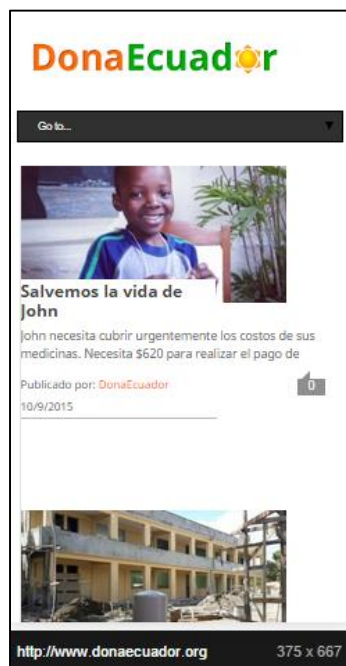 DonaEcuador
Go to...
Salvemos la vida de
John
John necesita cubrir urgentemente los costos de sus
medicinas. Necesita $620 para realizar el pago de
Publicado por: DonaEcuador
0
10/9/2015
http://www.donaecuador.org 375 x 667